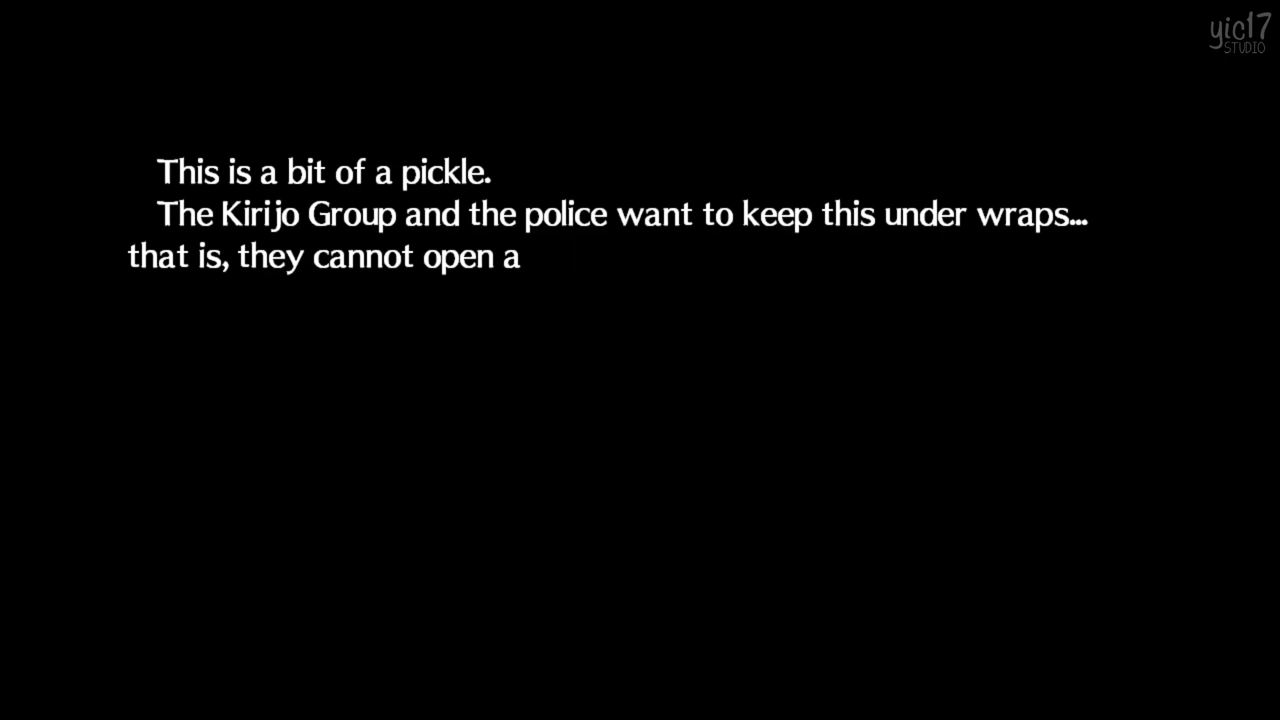 yic17
STUDIO
This is a bit of a pickle.
The Kirijo Group and the police want to keep this under wraps...
that is, they cannot open a